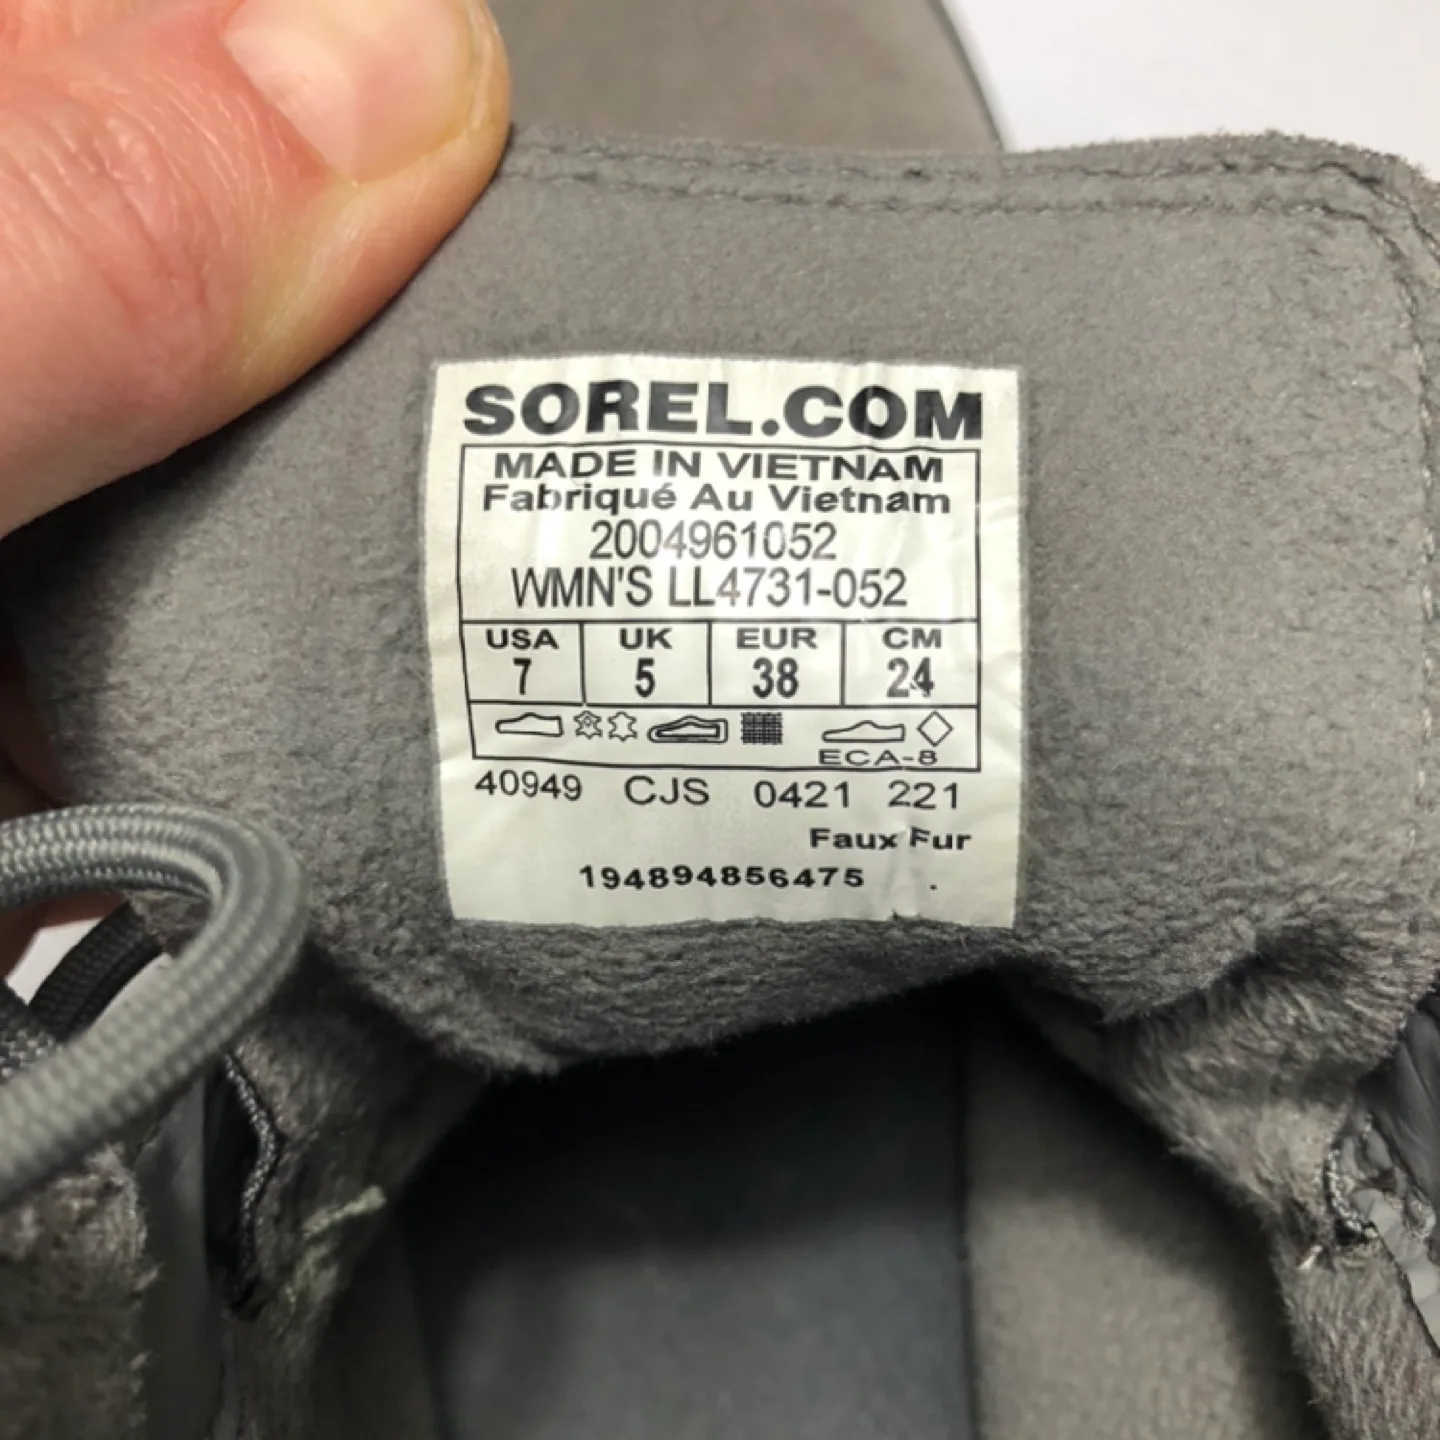 SOREL.COM
MADE IN VIETNAM
Fabriqué Au Vietnam
2004961052
WMN'S LL4731-052
USA UK EUR CM
7 5 38 24
ECA-8
40949 CJS 0421 221
Faux Fur
194894856475